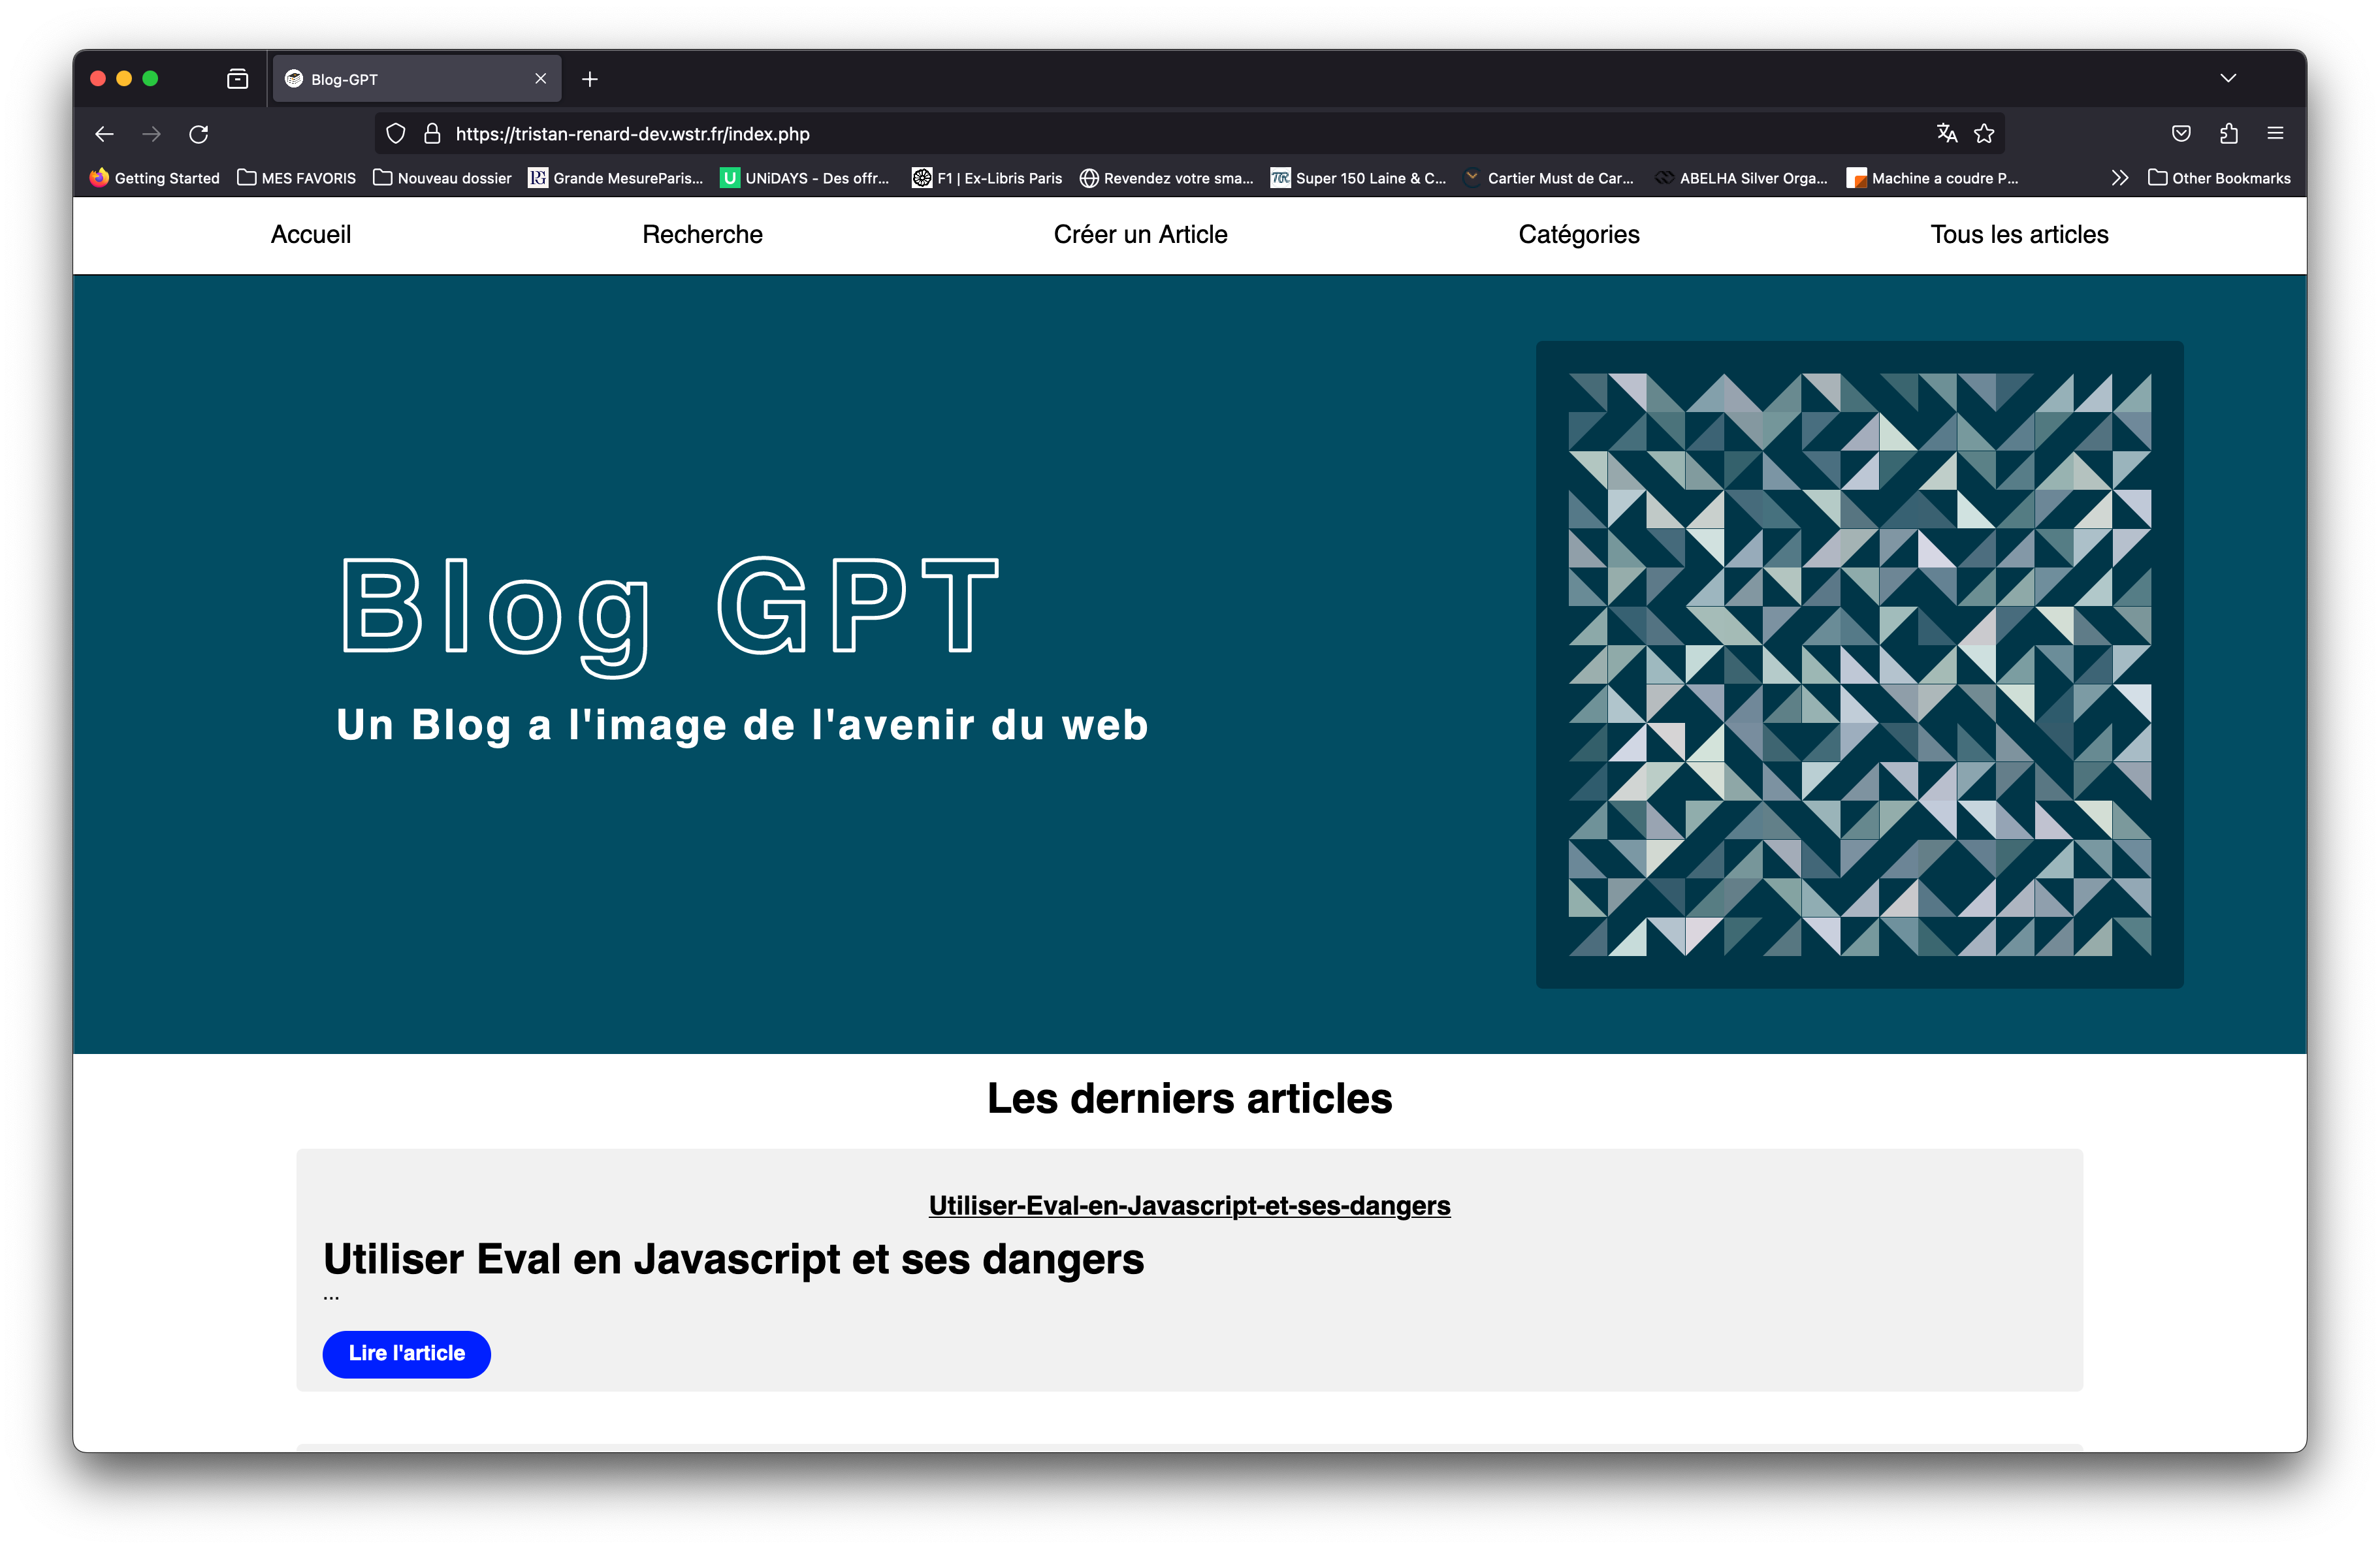 Blog-GPT
https://tristan-renard-dev.wstr.fr/index.php
Getting Started MES FAVORIS Nouveau dossier PG Grande MesureParis... U UNiDAYS - Des offr... F1 | Ex-Libris Paris Revendez votre sma... TR Super 150 Laine & C... Cartier Must de Car... ABELHA Silver Orga... Machine a coudre P... Other Bookmarks
Accueil Recherche Créer un Article Catégories Tous les articles
Blog GPT
Un Blog a l'image de l'avenir du web
Les derniers articles
Utiliser-Eval-en-Javascript-et-ses-dangers
Utiliser Eval en Javascript et ses dangers
...
Lire l'article